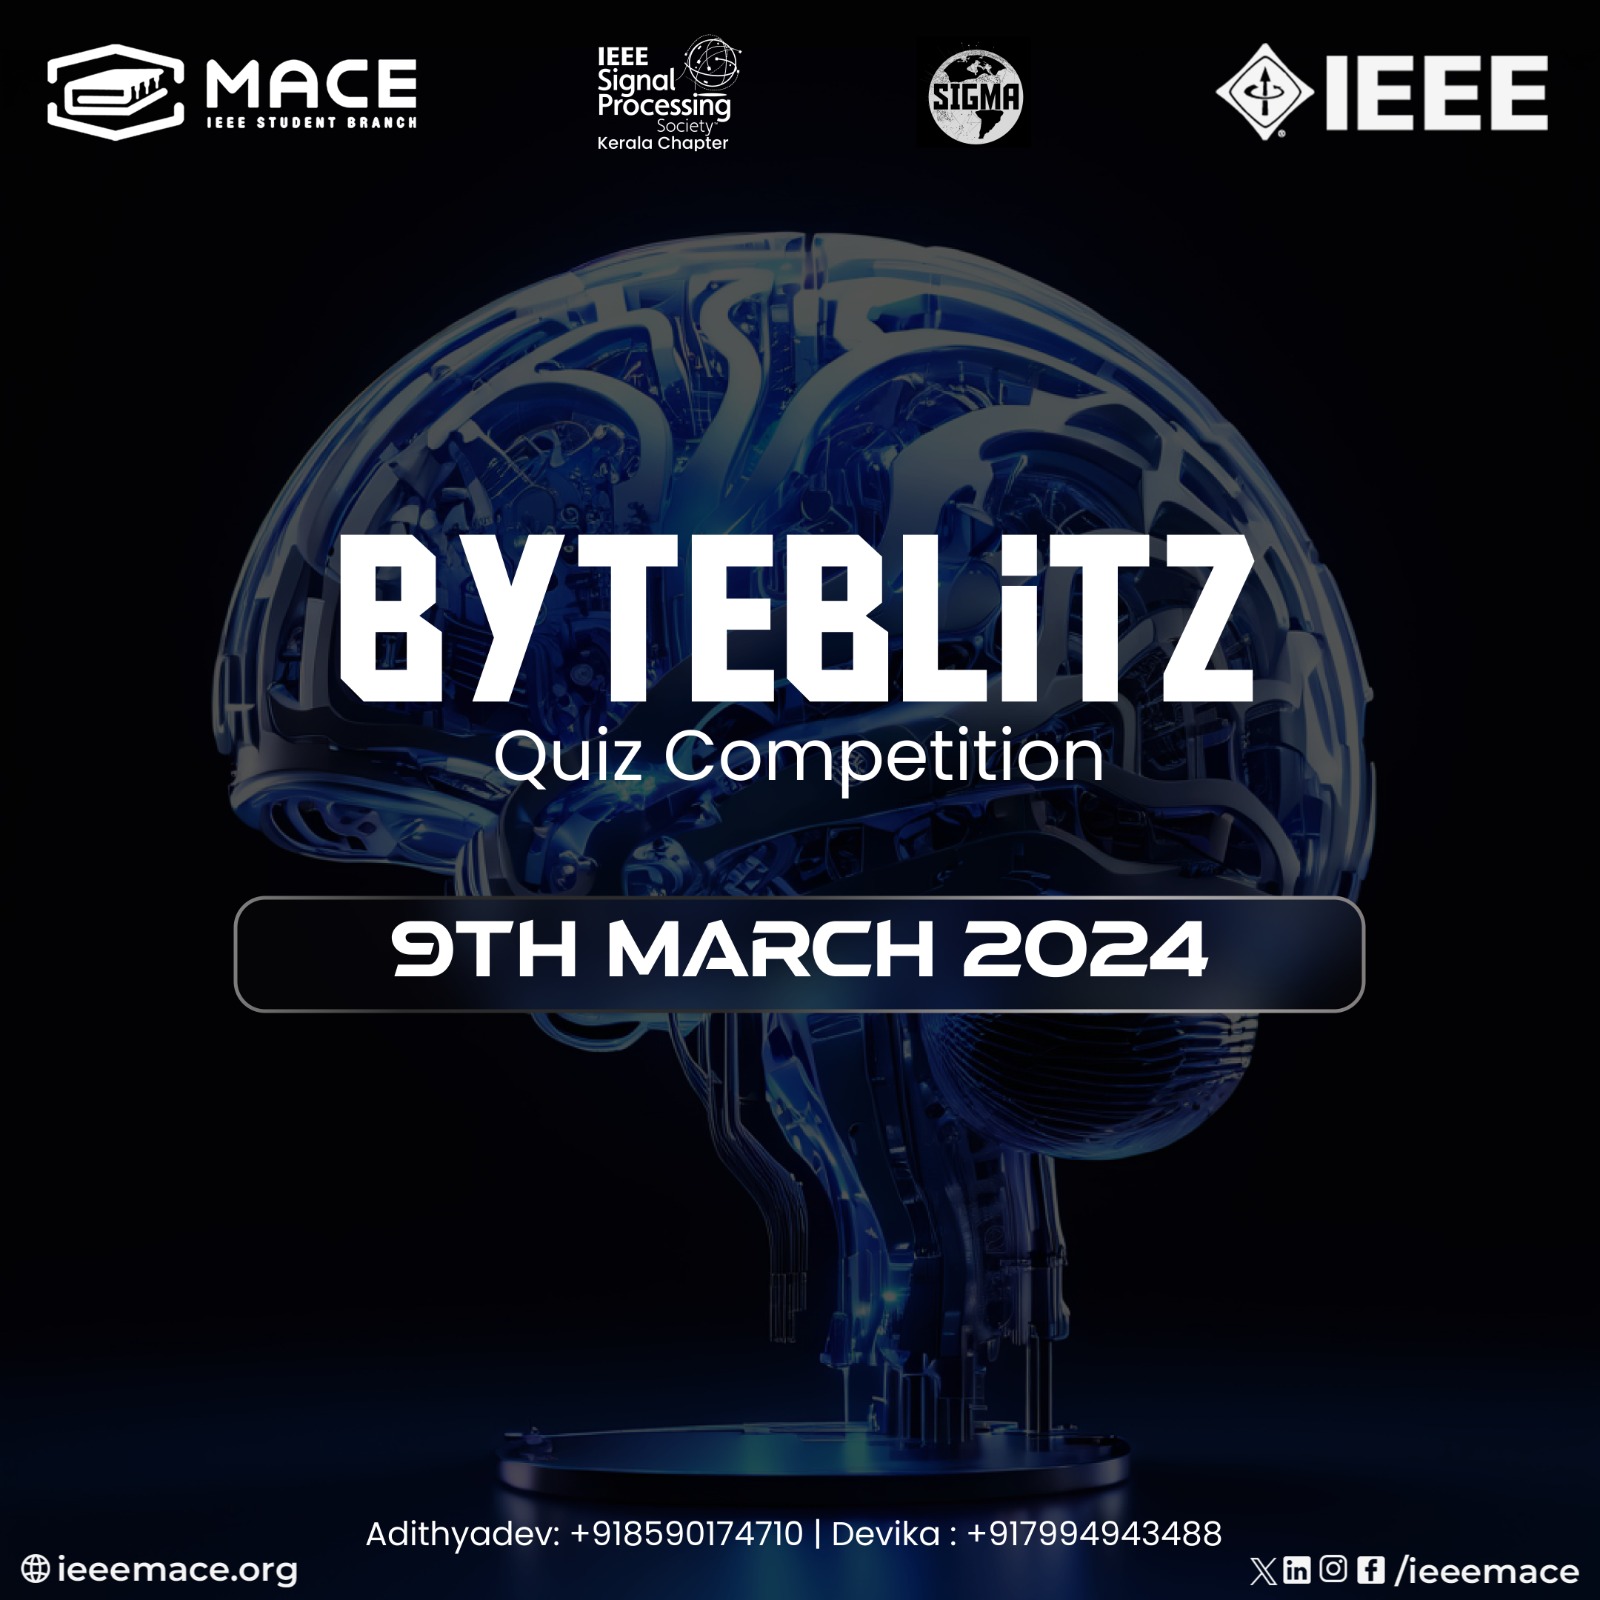 MACE
IEEE STUDENT BRANCH
IEEE
Signal
Processing
Society
Kerala Chapter
SIGMA
IEEE
BYTEBLiTZ
Quiz Competition
9TH MARCH 2024
Adithyadev: +918590174710 | Devika : +917994943488
ieeemace.org
/ieeemace